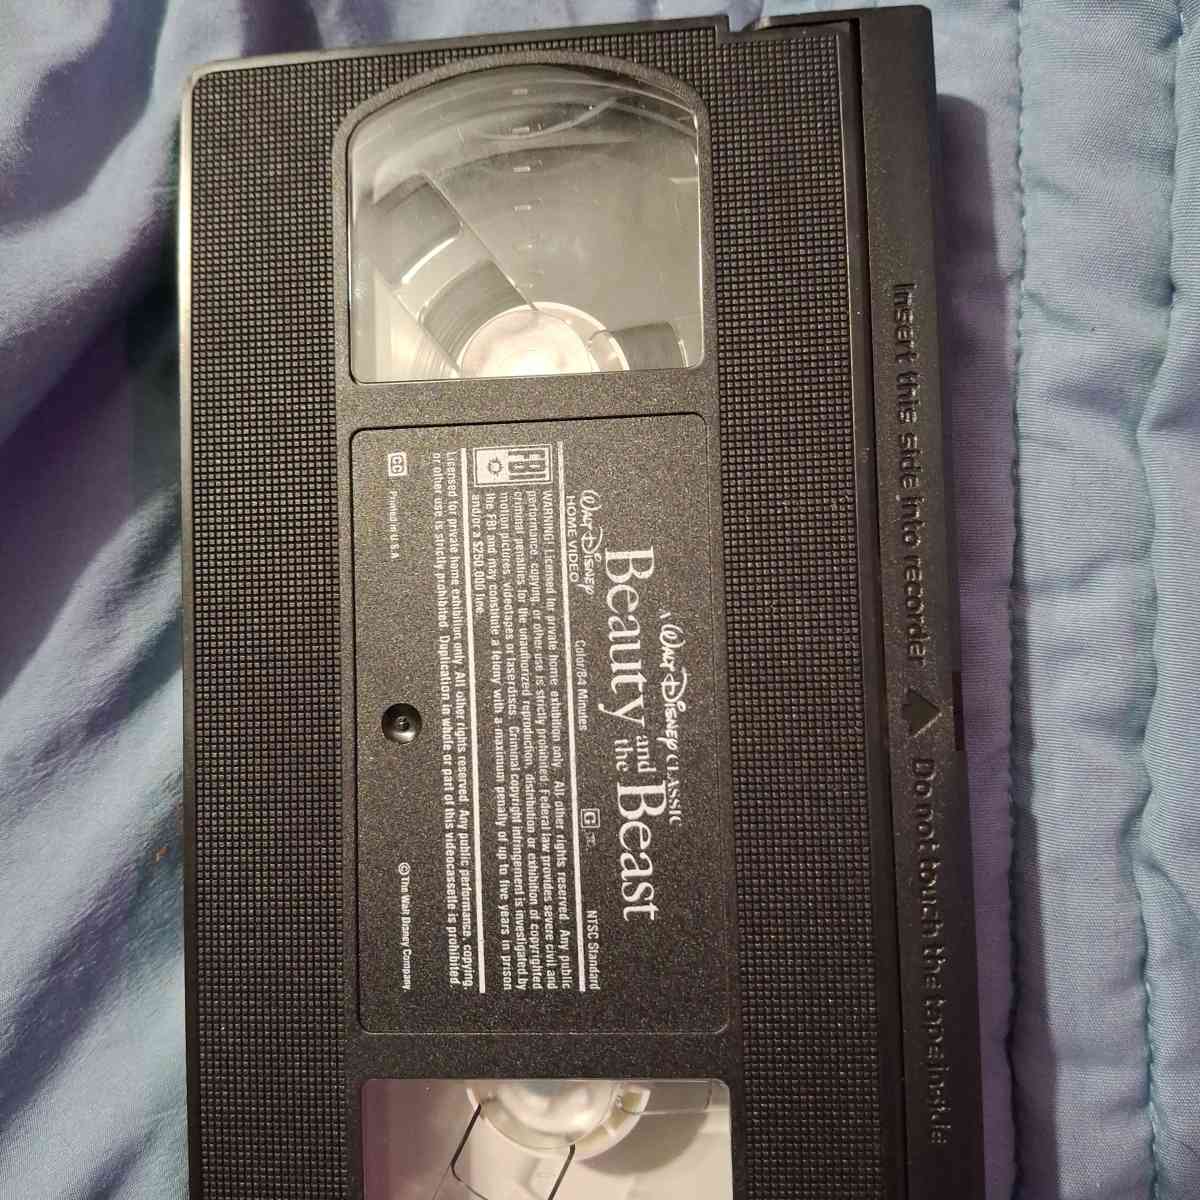 Insert this side into recorder
Do not touch the tape inside
A WALT DISNEY CLASSIC
Beauty and the Beast
WALT DISNEY
HOME VIDEO
Color/84 Minutes
G
NTSC Standard
FBI
WARNING! Licensed for private home exhibition only. All other rights reserved. Any public
performance, copying, or other use is strictly prohibited. Federal law provides severe civil and
criminal penalties for the unauthorized reproduction, distribution or exhibition of copyrighted
motion pictures, videotapes or laserdiscs. Criminal copyright infringement is investigated by
the FBI and may constitute a felony with a maximum penalty of up to five years in prison
and/or a $250,000 fine.
Licensed for private home exhibition only. All other rights reserved. Any public performance, copying,
or other use is strictly prohibited. Duplication in whole or part of this videocassette is prohibited.
CC
Printed in U.S.A.
© The Walt Disney Company